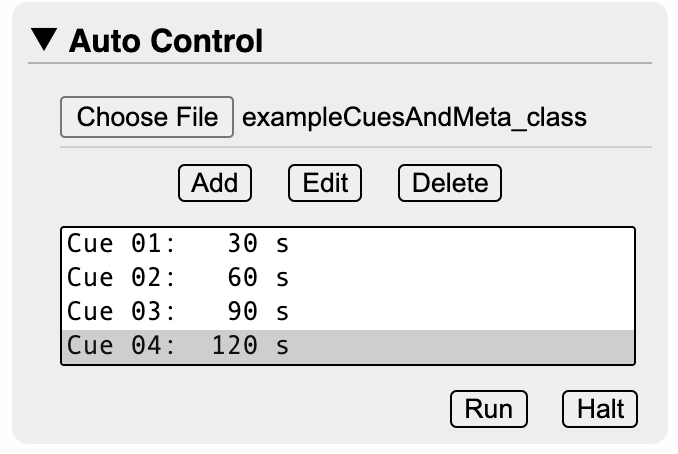 ▼ Auto Control
Choose File exampleCuesAndMeta_class
Add Edit Delete
Cue 01:   30 s
Cue 02:   60 s
Cue 03:   90 s
Cue 04:  120 s
Run Halt